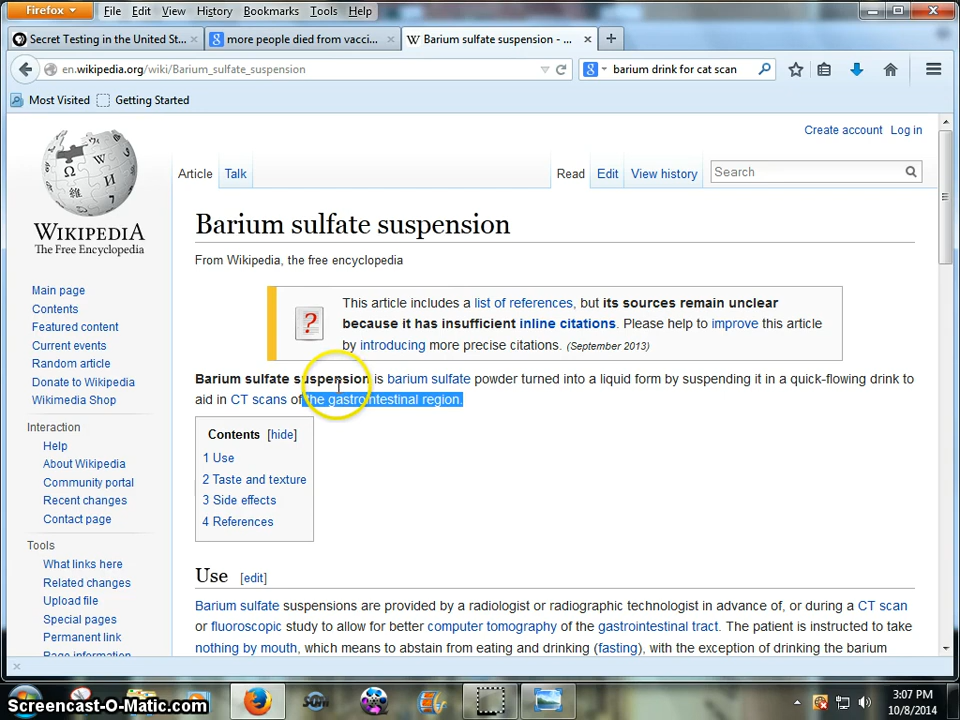 Firefox File Edit View History Bookmarks Tools Help
Secret Testing in the United St... more people died from vacci... W Barium sulfate suspension - ...
en.wikipedia.org/wiki/Barium_sulfate_suspension barium drink for cat scan
Most Visited Getting Started
Create account Log in
Article Talk Read Edit View history Search
WIKIPEDIA
The Free Encyclopedia
Main page
Contents
Featured content
Current events
Random article
Donate to Wikipedia
Wikimedia Shop
Interaction
Help
About Wikipedia
Community portal
Recent changes
Contact page
Tools
What links here
Related changes
Upload file
Special pages
Permanent link
Page information
Barium sulfate suspension
From Wikipedia, the free encyclopedia
This article includes a list of references, but its sources remain unclear
because it has insufficient inline citations. Please help to improve this article
by introducing more precise citations. (September 2013)
Barium sulfate suspension is barium sulfate powder turned into a liquid form by suspending it in a quick-flowing drink to
aid in CT scans of the gastrointestinal region.
Contents [hide]
1 Use
2 Taste and texture
3 Side effects
4 References
Use [edit]
Barium sulfate suspensions are provided by a radiologist or radiographic technologist in advance of, or during a CT scan
or fluoroscopic study to allow for better computer tomography of the gastrointestinal tract. The patient is instructed to take
nothing by mouth, which means to abstain from eating and drinking (fasting), with the exception of drinking the barium
Screencast-O-Matic.com
3:07 PM
10/8/2014